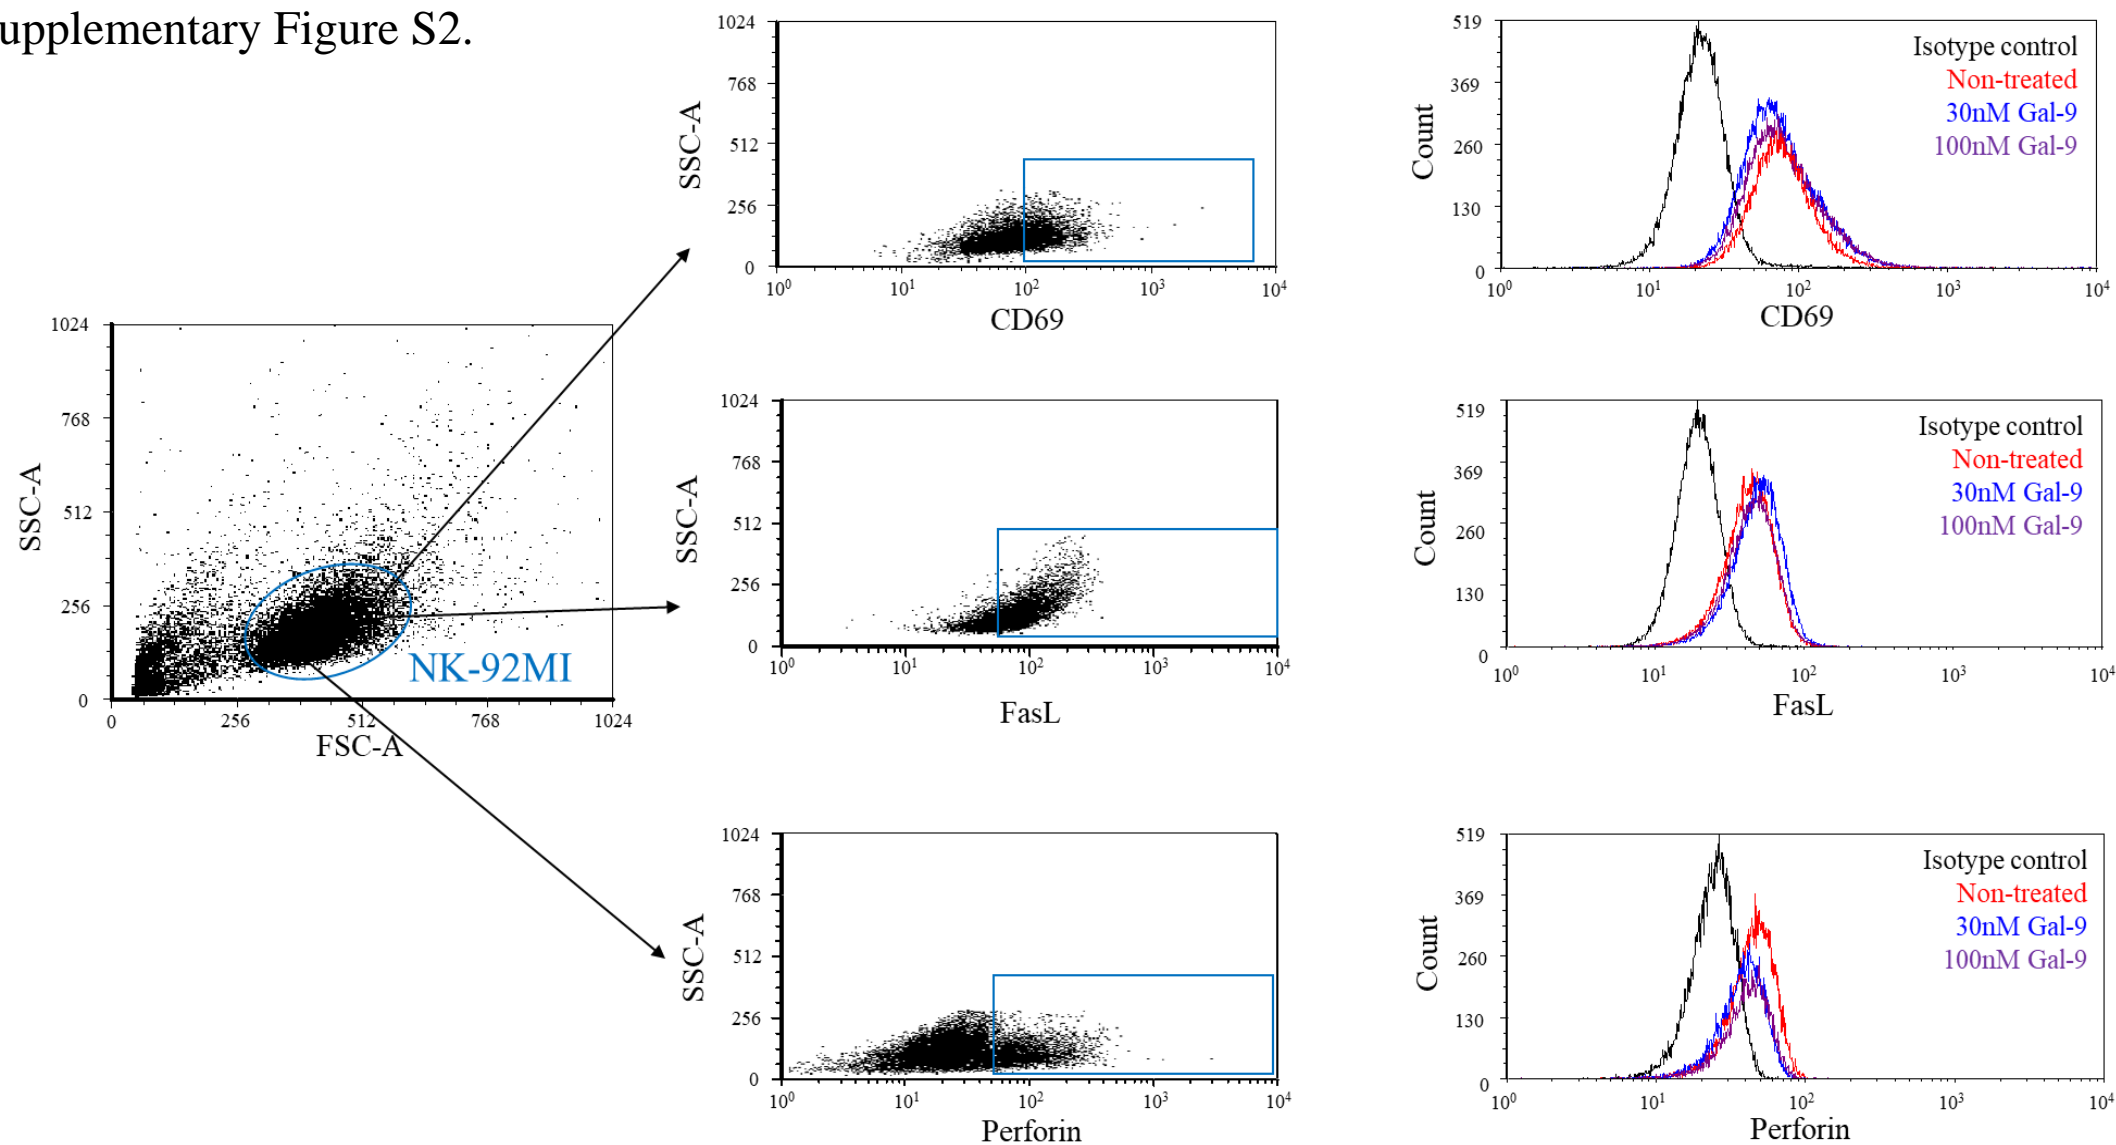 upplementary Figure S2.
1024
768
512
256
0
SSC-A
0
256
512
768
1024
FSC-A
NK-92MI
1024
768
512
256
0
SSC-A
10⁰
10¹
10²
10³
10⁴
CD69
519
369
260
130
0
Count
Isotype control
Non-treated
30nM Gal-9
100nM Gal-9
10⁰
10¹
10²
10³
10⁴
CD69
1024
768
512
256
0
SSC-A
10⁰
10¹
10²
10³
10⁴
FasL
519
369
260
130
0
Count
Isotype control
Non-treated
30nM Gal-9
100nM Gal-9
10⁰
10¹
10²
10³
10⁴
FasL
1024
768
512
256
0
SSC-A
10⁰
10¹
10²
10³
10⁴
Perforin
519
369
260
130
0
Count
Isotype control
Non-treated
30nM Gal-9
100nM Gal-9
10⁰
10¹
10²
10³
10⁴
Perforin